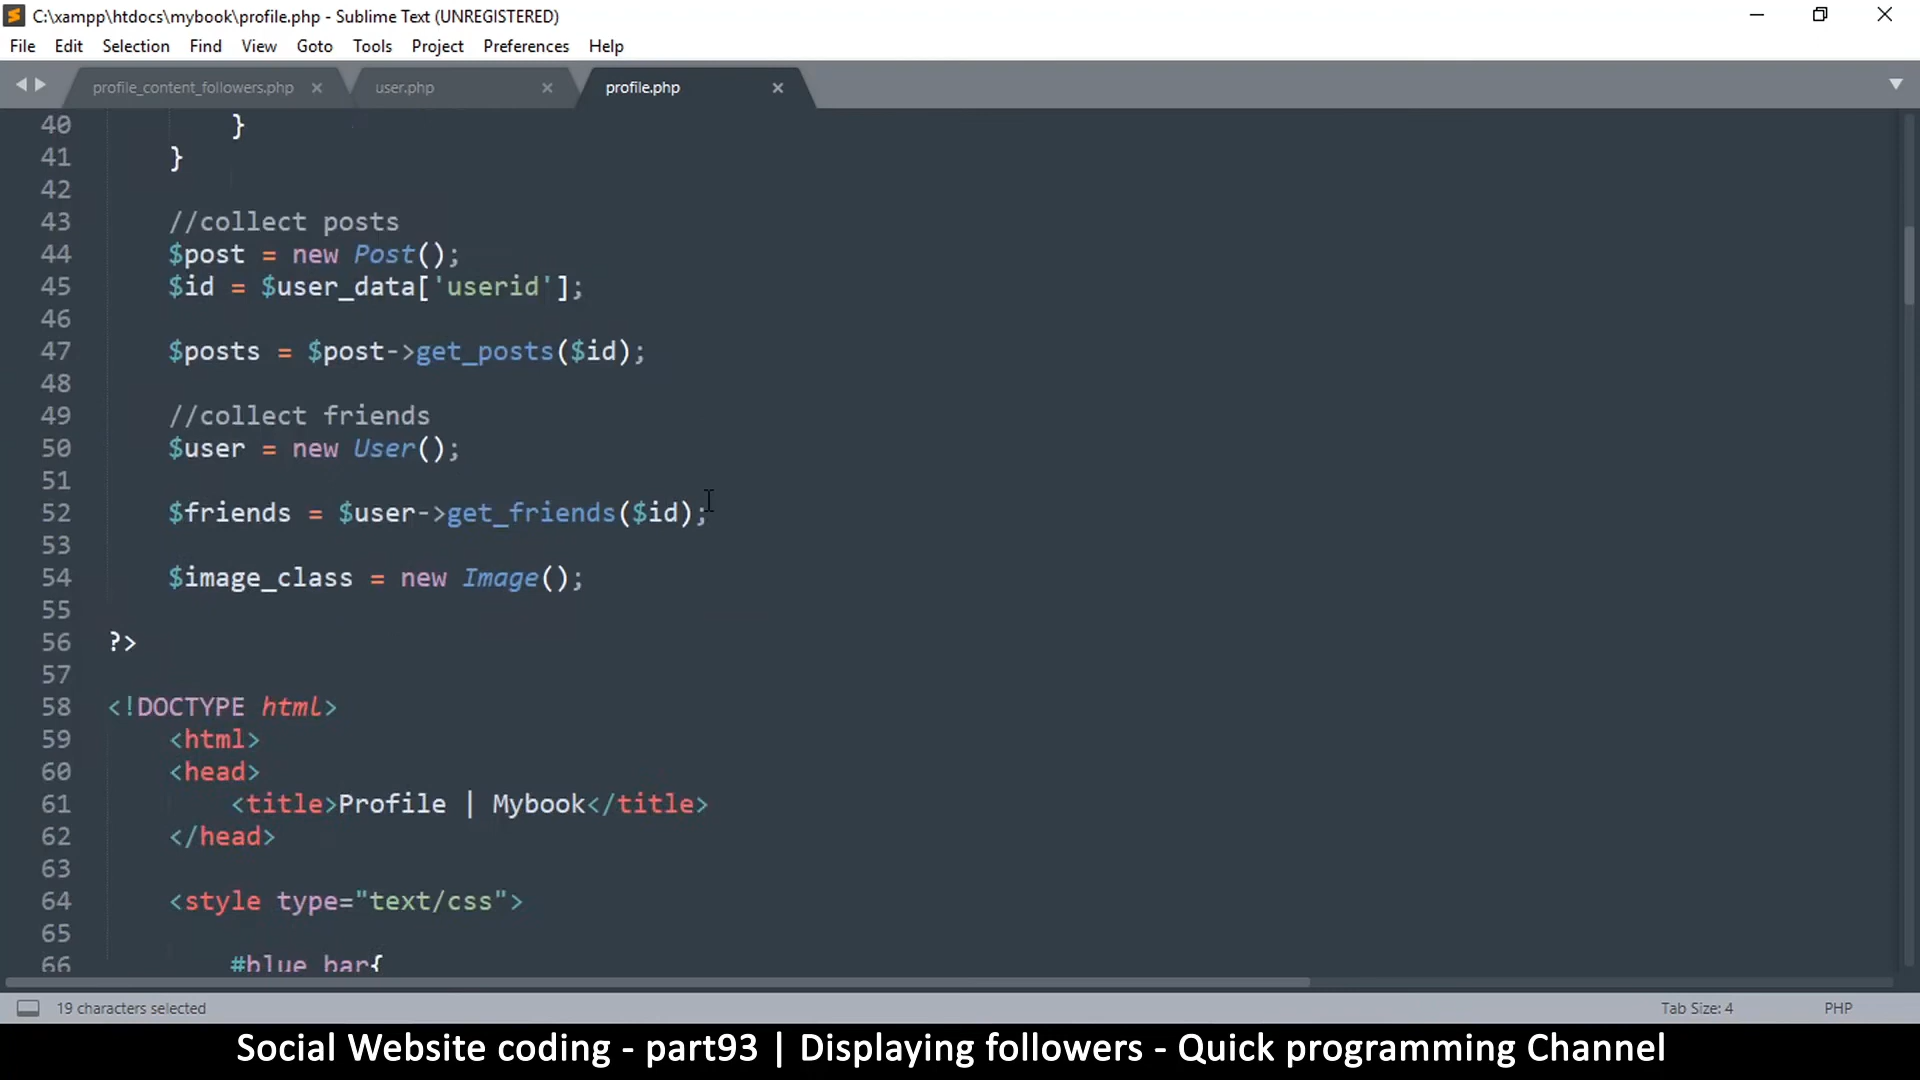 C:\xampp\htdocs\mybook\profile.php - Sublime Text (UNREGISTERED)
File Edit Selection Find View Goto Tools Project Preferences Help
profile_content_followers.php user.php profile.php
40 }
41 }
42
43 //collect posts
44 $post = new Post();
45 $id = $user_data['userid'];
46
47 $posts = $post->get_posts($id);
48
49 //collect friends
50 $user = new User();
51
52 $friends = $user->get_friends($id);
53
54 $image_class = new Image();
55
56 ?>
57
58 <!DOCTYPE html>
59 <html>
60 <head>
61 <title>Profile | Mybook</title>
62 </head>
63
64 <style type="text/css">
65
66 #blue_bar{
19 characters selected Tab Size: 4 PHP
Social Website coding - part93 | Displaying followers - Quick programming Channel